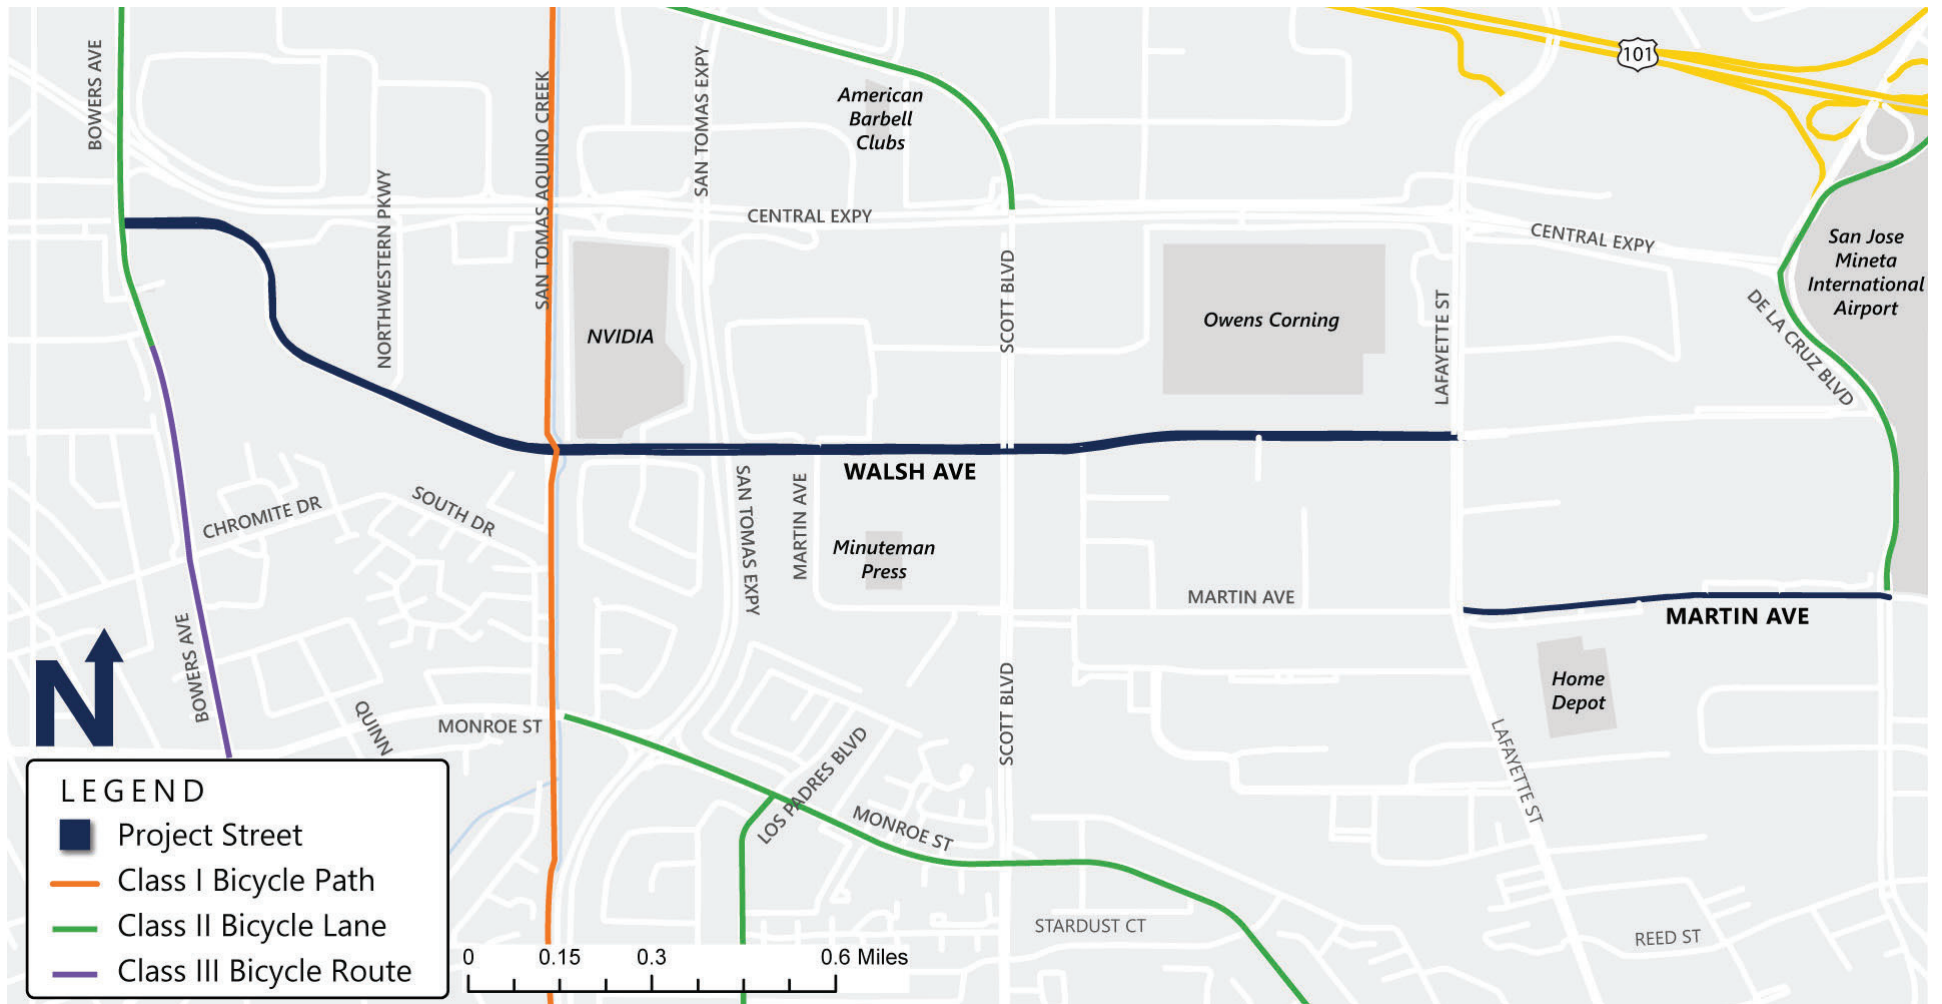 BOWERS AVE
SAN TOMAS AQUINO CREEK
SAN TOMAS EXPY
American
Barbell
Clubs
101
NORTHWESTERN PKWY
CENTRAL EXPY
CENTRAL EXPY
San Jose
Mineta
International
Airport
NVIDIA
SCOTT BLVD
Owens Corning
LAFAYETTE ST
DE LA CRUZ BLVD
WALSH AVE
CHROMITE DR
SOUTH DR
SAN TOMAS EXPY
MARTIN AVE
Minuteman
Press
MARTIN AVE
MARTIN AVE
N
BOWERS AVE
QUINN
MONROE ST
SCOTT BLVD
Home
Depot
LAFAYETTE ST
LOS PADRES BLVD
MONROE ST
STARDUST CT
REED ST
LEGEND
Project Street
Class I Bicycle Path
Class II Bicycle Lane
Class III Bicycle Route
0 0.15 0.3 0.6 Miles